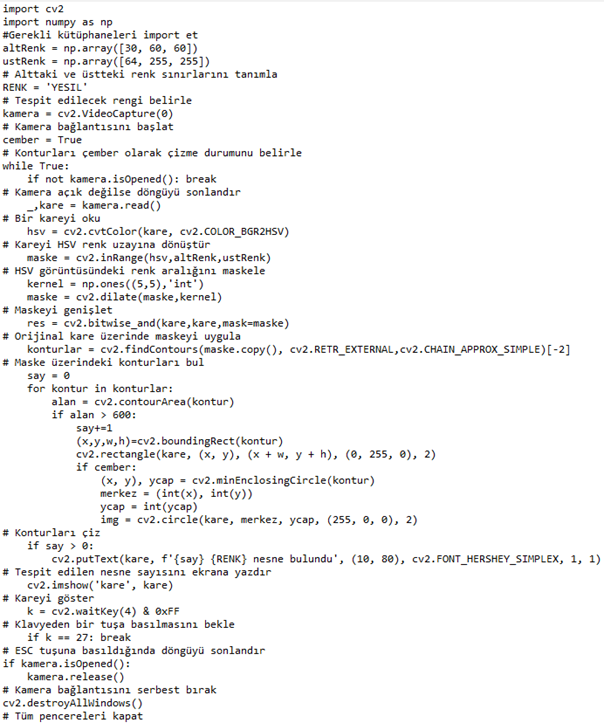 import cv2
import numpy as np
#Gerekli kütüphaneleri import et
altRenk = np.array([30, 60, 60])
ustRenk = np.array([64, 255, 255])
# Alttaki ve üstteki renk sınırlarını tanımla
RENK = 'YESIL'
# Tespit edilecek rengi belirle
kamera = cv2.VideoCapture(0)
# Kamera bağlantısını başlat
cember = True
# Konturları çember olarak çizme durumunu belirle
while True:
    if not kamera.isOpened(): break
# Kamera açık değilse döngüyü sonlandır
    _,kare = kamera.read()
# Bir kareyi oku
    hsv = cv2.cvtColor(kare, cv2.COLOR_BGR2HSV)
# Kareyi HSV renk uzayına dönüştür
    maske = cv2.inRange(hsv,altRenk,ustRenk)
# HSV görüntüsündeki renk aralığını maskele
    kernel = np.ones((5,5),'int')
    maske = cv2.dilate(maske,kernel)
# Maskeyi genişlet
    res = cv2.bitwise_and(kare,kare,mask=maske)
# Orijinal kare üzerinde maskeyi uygula
    konturlar = cv2.findContours(maske.copy(), cv2.RETR_EXTERNAL,cv2.CHAIN_APPROX_SIMPLE)[-2]
# Maske üzerindeki konturları bul
    say = 0
    for kontur in konturlar:
        alan = cv2.contourArea(kontur)
        if alan > 600:
            say+=1
            (x,y,w,h)=cv2.boundingRect(kontur)
            cv2.rectangle(kare, (x, y), (x + w, y + h), (0, 255, 0), 2)
            if cember:
                (x, y), ycap = cv2.minEnclosingCircle(kontur)
                merkez = (int(x), int(y))
                ycap = int(ycap)
                img = cv2.circle(kare, merkez, ycap, (255, 0, 0), 2)
# Konturları çiz
    if say > 0:
        cv2.putText(kare, f'{say} {RENK} nesne bulundu', (10, 80), cv2.FONT_HERSHEY_SIMPLEX, 1, 1)
# Tespit edilen nesne sayısını ekrana yazdır
    cv2.imshow('kare', kare)
# Kareyi göster
    k = cv2.waitKey(4) & 0xFF
# Klavyeden bir tuşa basılmasını bekle
    if k == 27: break
# ESC tuşuna basıldığında döngüyü sonlandır
if kamera.isOpened():
    kamera.release()
# Kamera bağlantısını serbest bırak
cv2.destroyAllWindows()
# Tüm pencereleri kapat